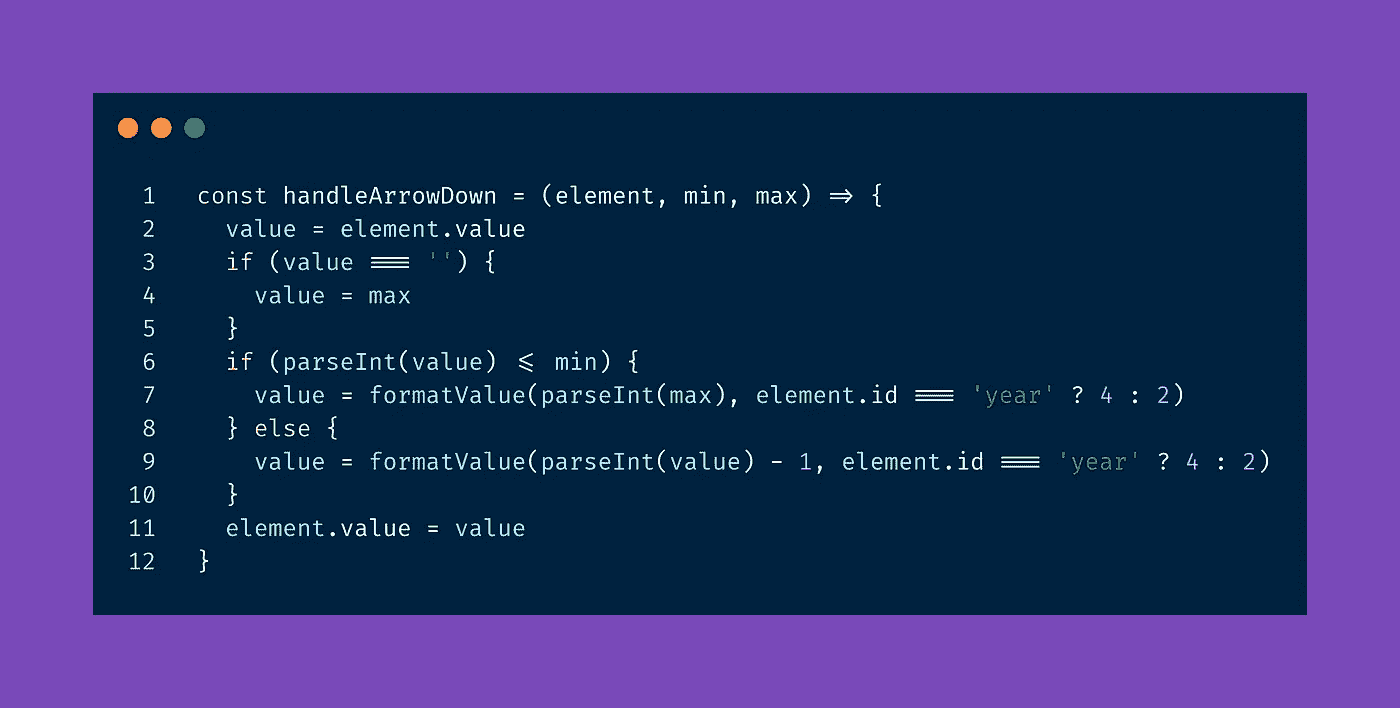 1 const handleArrowDown = (element, min, max) => {
2 value = element.value
3 if (value === '') {
4 value = max
5 }
6 if (parseInt(value) <= min) {
7 value = formatValue(parseInt(max), element.id === 'year' ? 4 : 2)
8 } else {
9 value = formatValue(parseInt(value) - 1, element.id === 'year' ? 4 : 2)
10 }
11 element.value = value
12 }